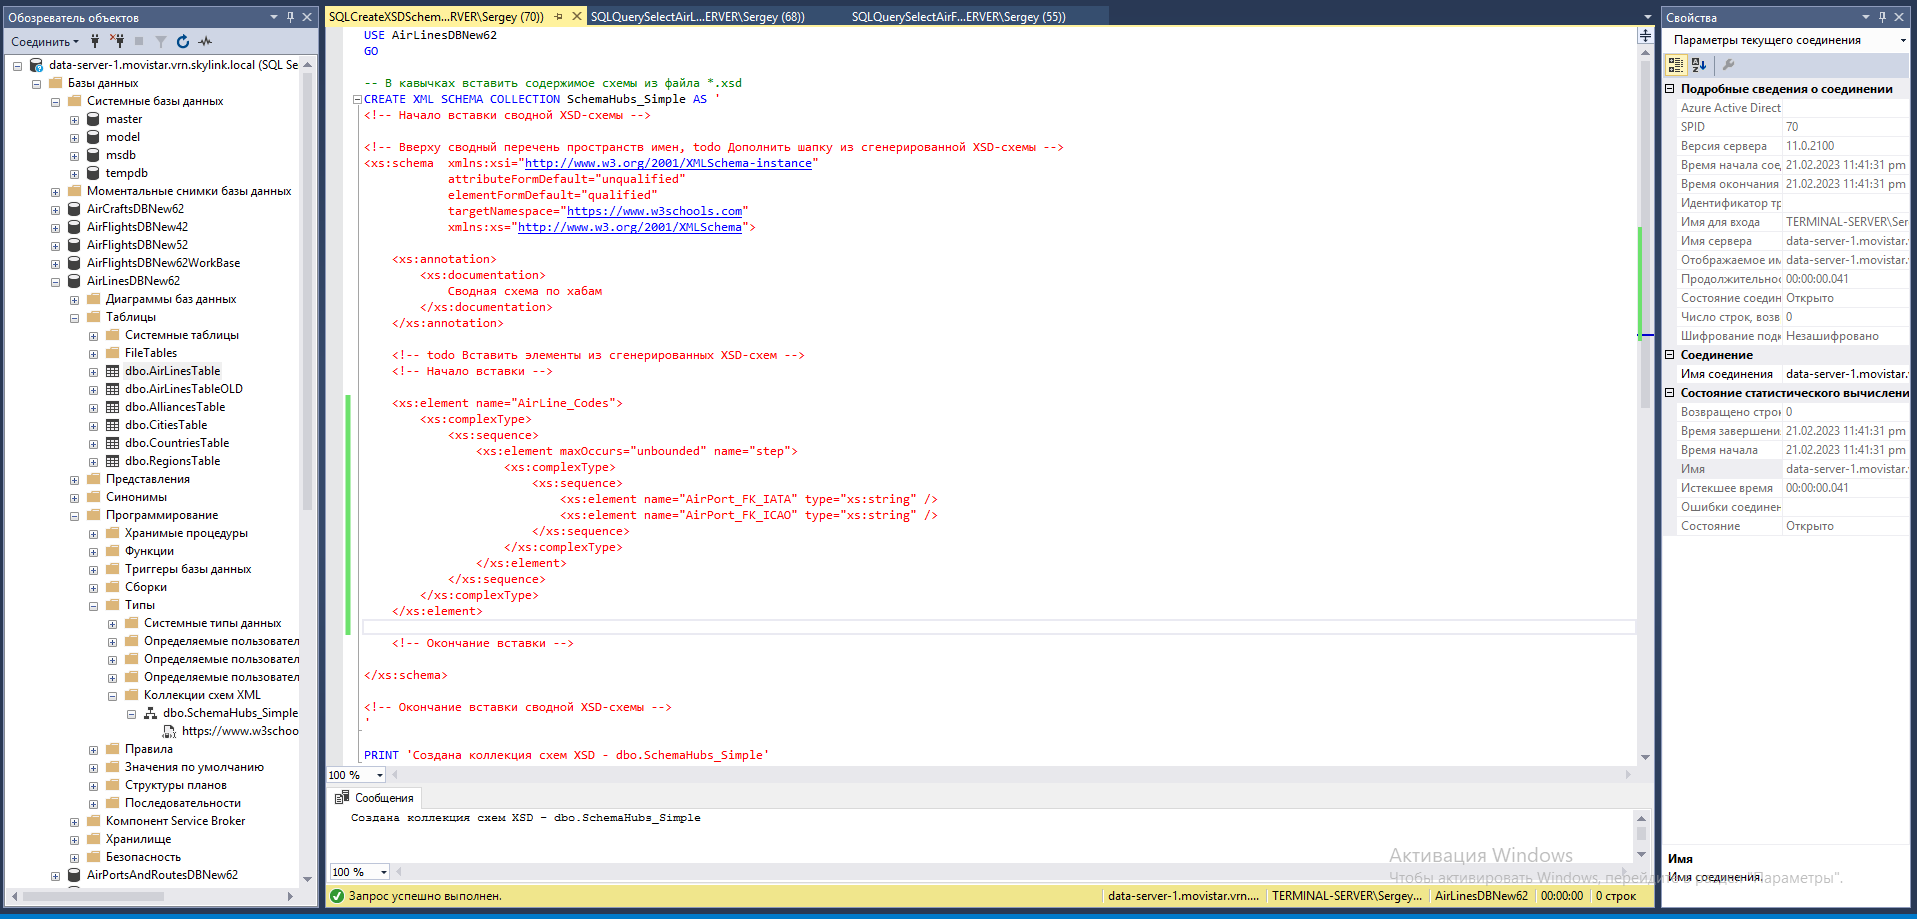 Обозреватель объектов
Соединить
data-server-1.movistar.vrn.skylink.local (SQL Se
Базы данных
Системные базы данных
master
model
msdb
tempdb
Моментальные снимки базы данных
AirCraftsDBNew62
AirFlightsDBNew42
AirFlightsDBNew52
AirFlightsDBNew62WorkBase
AirLinesDBNew62
Диаграммы баз данных
Таблицы
Системные таблицы
FileTables
dbo.AirLinesTable
dbo.AirLinesTableOLD
dbo.AlliancesTable
dbo.CitiesTable
dbo.CountriesTable
dbo.RegionsTable
Представления
Синонимы
Программирование
Хранимые процедуры
Функции
Триггеры базы данных
Сборки
Типы
Системные типы данных
Определяемые пользовател
Определяемые пользовател
Определяемые пользовател
Коллекции схем XML
dbo.SchemaHubs_Simple
https://www.w3schoo
Правила
Значения по умолчанию
Структуры планов
Последовательности
Компонент Service Broker
Хранилище
Безопасность
AirPortsAndRoutesDBNew62
SQLCreateXSDSchem...RVER\Sergey (70))
SQLQuerySelectAirL...ERVER\Sergey (68))
SQLQuerySelectAirF...ERVER\Sergey (55))
USE AirLinesDBNew62
GO
-- В кавычках вставить содержимое схемы из файла *.xsd
CREATE XML SCHEMA COLLECTION SchemaHubs_Simple AS '
<!-- Начало вставки сводной XSD-схемы -->
<!-- Вверху сводный перечень пространств имен, todo Дополнить шапку из сгенерированной XSD-схемы -->
<xs:schema  xmlns:xsi="http://www.w3.org/2001/XMLSchema-instance"
attributeFormDefault="unqualified"
elementFormDefault="qualified"
targetNamespace="https://www.w3schools.com"
xmlns:xs="http://www.w3.org/2001/XMLSchema">
<xs:annotation>
<xs:documentation>
Сводная схема по хабам
</xs:documentation>
</xs:annotation>
<!-- todo Вставить элементы из сгенерированных XSD-схем -->
<!-- Начало вставки -->
<xs:element name="AirLine_Codes">
<xs:complexType>
<xs:sequence>
<xs:element maxOccurs="unbounded" name="step">
<xs:complexType>
<xs:sequence>
<xs:element name="AirPort_FK_IATA" type="xs:string" />
<xs:element name="AirPort_FK_ICAO" type="xs:string" />
</xs:sequence>
</xs:complexType>
</xs:element>
</xs:sequence>
</xs:complexType>
</xs:element>
<!-- Окончание вставки -->
</xs:schema>
<!-- Окончание вставки сводной XSD-схемы -->
'
PRINT 'Создана коллекция схем XSD - dbo.SchemaHubs_Simple'
100 %
Сообщения
Создана коллекция схем XSD - dbo.SchemaHubs_Simple
100 %
Запрос успешно выполнен.
data-server-1.movistar.vrn....
TERMINAL-SERVER\Sergey...
AirLinesDBNew62
00:00:00
0 строк
Свойства
Параметры текущего соединения
Подробные сведения о соединении
Azure Active Direct
SPID 70
Версия сервера 11.0.2100
Время начала сое, 21.02.2023 11:41:31 pm
Время окончания 21.02.2023 11:41:31 pm
Идентификатор тр
Имя для входа TERMINAL-SERVER\Ser
Имя сервера data-server-1.movistar.
Отображаемое им data-server-1.movistar.
Продолжительнос 00:00:00.041
Состояние соедин Открыто
Число строк, возв 0
Шифрование подк Незашифровано
Соединение
Имя соединения data-server-1.movistar.
Состояние статистического вычислени
Возвращено строк 0
Время завершени 21.02.2023 11:41:31 pm
Время начала 21.02.2023 11:41:31 pm
Имя data-server-1.movistar.
Истекшее время 00:00:00.041
Ошибки соединен
Состояние Открыто
Имя
Имя соединения.
Активация Windows
Чтобы активировать Windows, перейдите в раздел "Параметры".